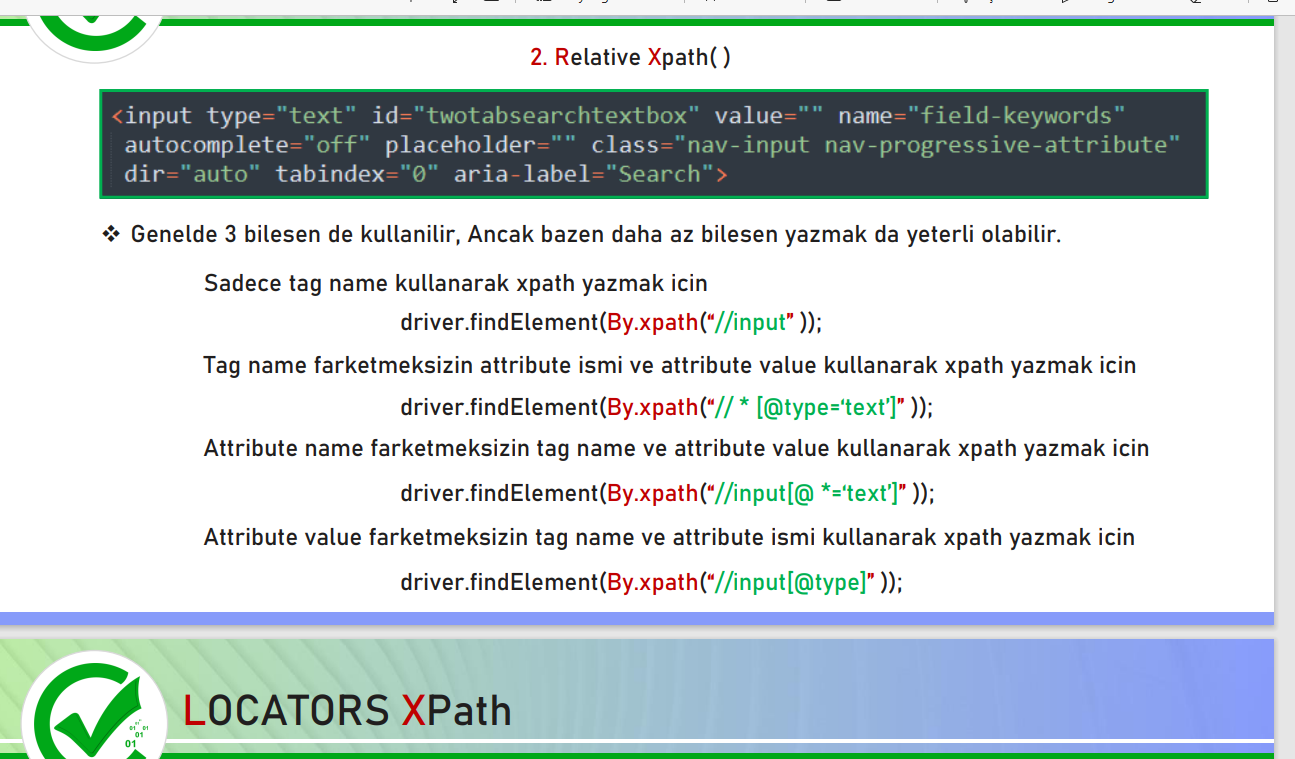 2. Relative Xpath( )
<input type="text" id="twotabsearchtextbox" value="" name="field-keywords"
autocomplete="off" placeholder="" class="nav-input nav-progressive-attribute"
dir="auto" tabindex="0" aria-label="Search">
❖ Genelde 3 bilesen de kullanilir, Ancak bazen daha az bilesen yazmak da yeterli olabilir.
Sadece tag name kullanarak xpath yazmak icin
driver.findElement(By.xpath(“//input” ));
Tag name farketmeksizin attribute ismi ve attribute value kullanarak xpath yazmak icin
driver.findElement(By.xpath(“// * [@type=‘text’]” ));
Attribute name farketmeksizin tag name ve attribute value kullanarak xpath yazmak icin
driver.findElement(By.xpath(“//input[@ *=‘text’]” ));
Attribute value farketmeksizin tag name ve attribute ismi kullanarak xpath yazmak icin
driver.findElement(By.xpath(“//input[@type]” ));
LOCATORS XPath
01 01
01
01